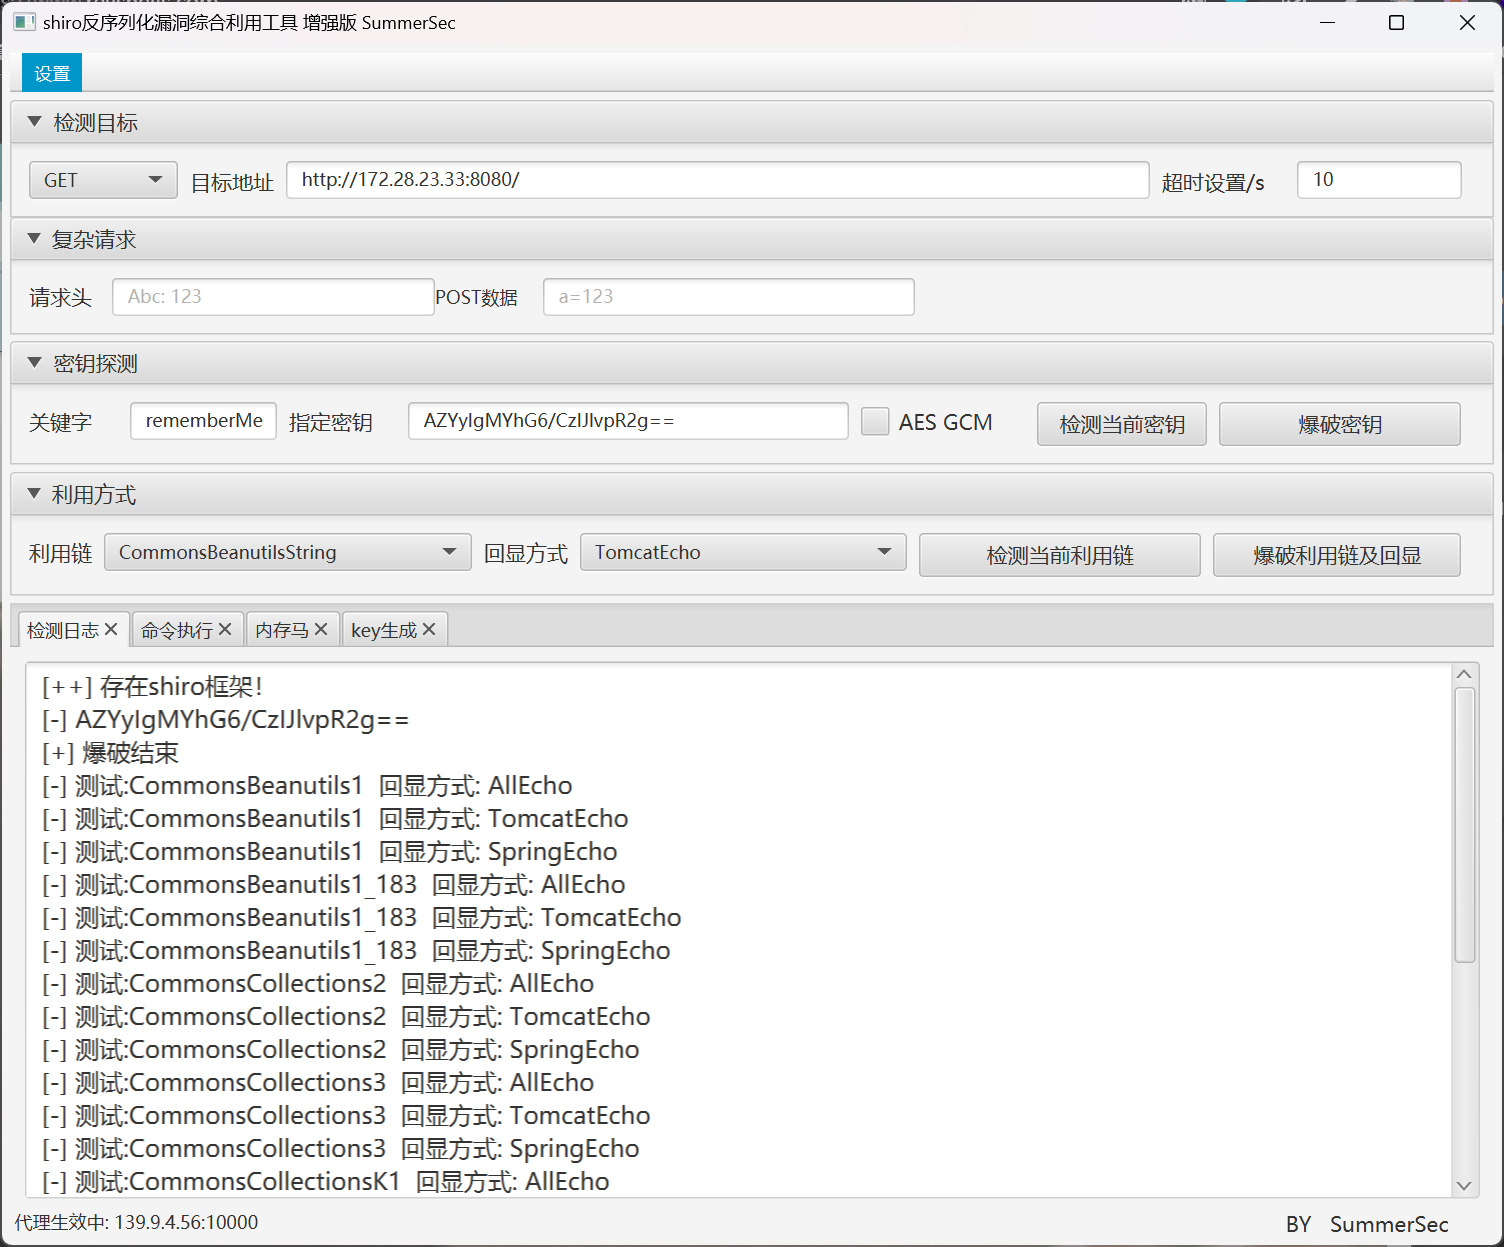 shiro反序列化漏洞综合利用工具 增强版 SummerSec
设置
检测目标
GET 目标地址 http://172.28.23.33:8080/ 超时设置/s 10
复杂请求
请求头 Abc: 123 POST数据 a=123
密钥探测
关键字 rememberMe 指定密钥 AZYyIgMYhG6/CzIJlvpR2g== AES GCM 检测当前密钥 爆破密钥
利用方式
利用链 CommonsBeanutilsString 回显方式 TomcatEcho 检测当前利用链 爆破利用链及回显
检测日志 命令执行 内存马 key生成
[++] 存在shiro框架！
[-] AZYyIgMYhG6/CzIJlvpR2g==
[+] 爆破结束
[-] 测试:CommonsBeanutils1 回显方式: AllEcho
[-] 测试:CommonsBeanutils1 回显方式: TomcatEcho
[-] 测试:CommonsBeanutils1 回显方式: SpringEcho
[-] 测试:CommonsBeanutils1_183 回显方式: AllEcho
[-] 测试:CommonsBeanutils1_183 回显方式: TomcatEcho
[-] 测试:CommonsBeanutils1_183 回显方式: SpringEcho
[-] 测试:CommonsCollections2 回显方式: AllEcho
[-] 测试:CommonsCollections2 回显方式: TomcatEcho
[-] 测试:CommonsCollections2 回显方式: SpringEcho
[-] 测试:CommonsCollections3 回显方式: AllEcho
[-] 测试:CommonsCollections3 回显方式: TomcatEcho
[-] 测试:CommonsCollections3 回显方式: SpringEcho
[-] 测试:CommonsCollectionsK1 回显方式: AllEcho
代理生效中: 139.9.4.56:10000
BY SummerSec